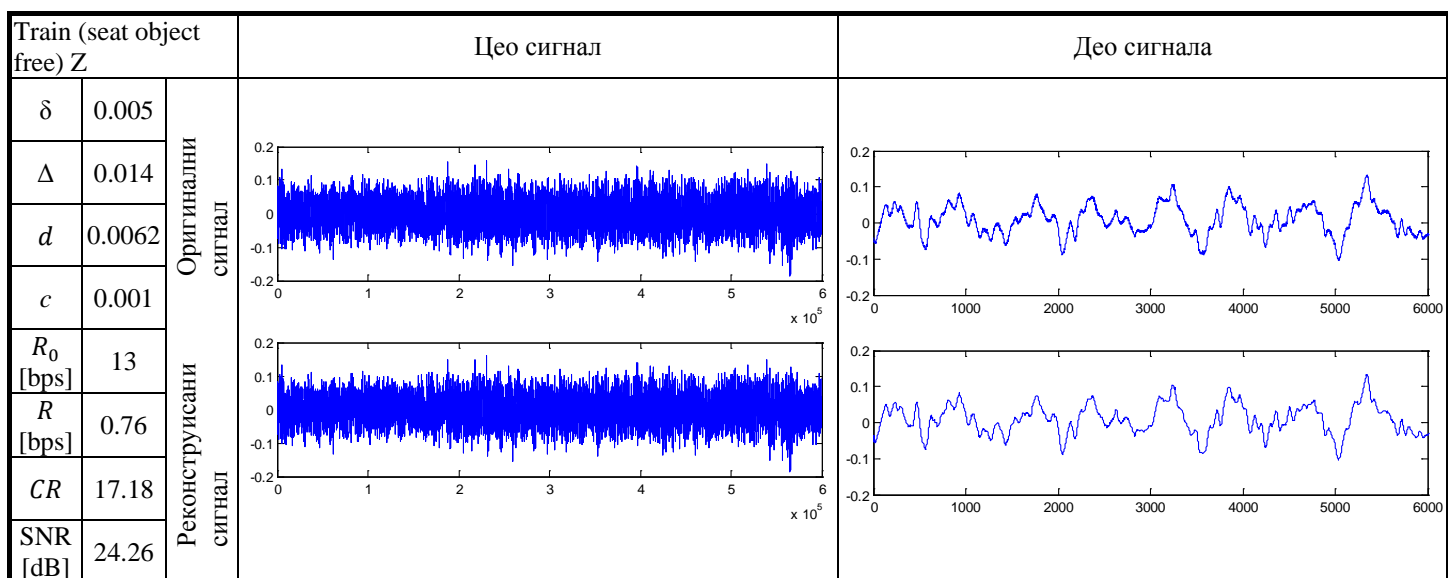 Train (seat object
free) Z
Цео сигнал
Део сигнала
δ
0.005
Δ
0.014
d
0.0062
c
0.001
R₀
[bps]
13
R
[bps]
0.76
CR
17.18
SNR
[dB]
24.26
Оригинални
сигнал
Реконструисани
сигнал
0.2
0.1
0
-0.1
-0.2
0 1 2 3 4 5 6
x 10⁵
0.2
0.1
0
-0.1
-0.2
0 1000 2000 3000 4000 5000 6000
0.2
0.1
0
-0.1
-0.2
0 1 2 3 4 5 6
x 10⁵
0.2
0.1
0
-0.1
-0.2
0 1000 2000 3000 4000 5000 6000